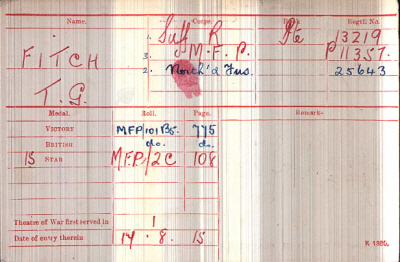 Name. Corps. Rank. Regtl. No.
FITCH 1. Suff R Pte 13219
3. M.F.P. P11357.
T.G. 2. North'd Fus. 25643
Medal. Roll. Page. Remarks.
VICTORY MFP/101B5. 775
BRITISH do. do.
15 STAR MFP/2C 108
Theatre of War first served in 1
Date of entry therein 14.8.15
K 1380.